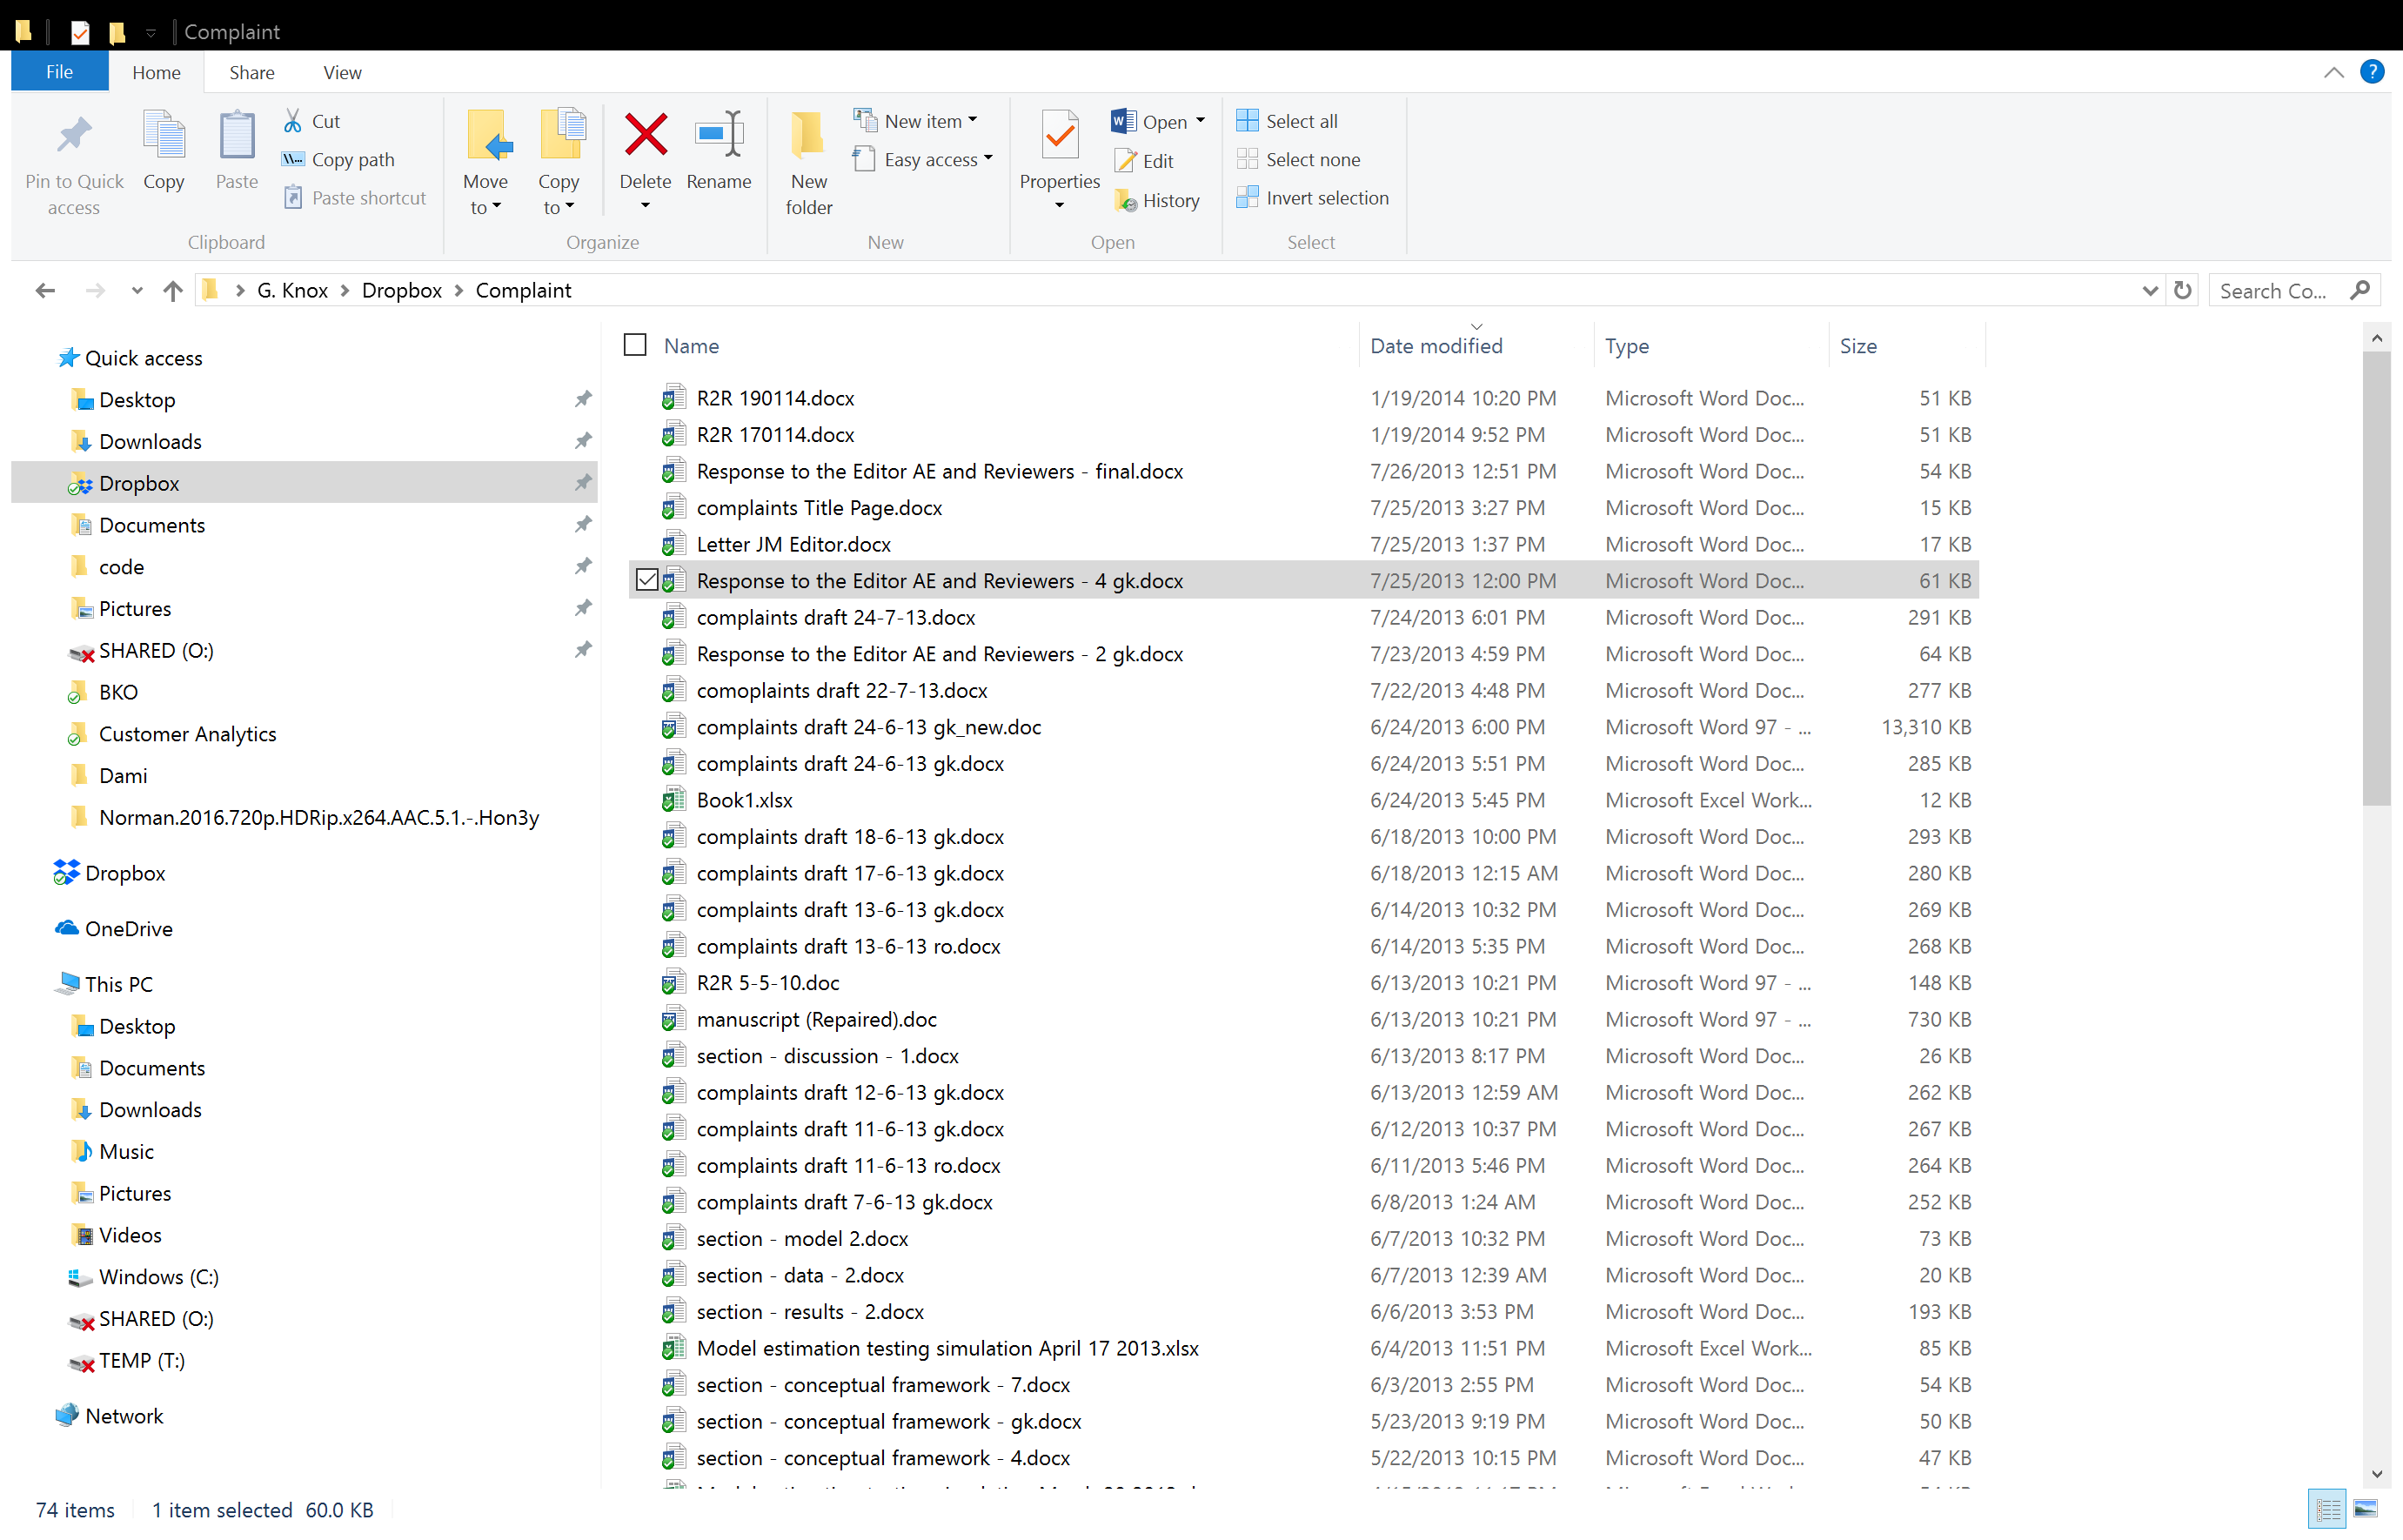 Complaint
File Home Share View
Pin to Quick access
Copy
Paste
Cut
Copy path
Paste shortcut
Clipboard
Move to
Copy to
Delete
Rename
Organize
New folder
New item
Easy access
New
Properties
Open
Edit
History
Open
Select all
Select none
Invert selection
Select
G. Knox > Dropbox > Complaint
Search Co...
Quick access
Desktop
Downloads
Dropbox
Documents
code
Pictures
SHARED (O:)
BKO
Customer Analytics
Dami
Norman.2016.720p.HDRip.x264.AAC.5.1.-.Hon3y
Dropbox
OneDrive
This PC
Desktop
Documents
Downloads
Music
Pictures
Videos
Windows (C:)
SHARED (O:)
TEMP (T:)
Network
Name Date modified Type Size
R2R 190114.docx 1/19/2014 10:20 PM Microsoft Word Doc... 51 KB
R2R 170114.docx 1/19/2014 9:52 PM Microsoft Word Doc... 51 KB
Response to the Editor AE and Reviewers - final.docx 7/26/2013 12:51 PM Microsoft Word Doc... 54 KB
complaints Title Page.docx 7/25/2013 3:27 PM Microsoft Word Doc... 15 KB
Letter JM Editor.docx 7/25/2013 1:37 PM Microsoft Word Doc... 17 KB
Response to the Editor AE and Reviewers - 4 gk.docx 7/25/2013 12:00 PM Microsoft Word Doc... 61 KB
complaints draft 24-7-13.docx 7/24/2013 6:01 PM Microsoft Word Doc... 291 KB
Response to the Editor AE and Reviewers - 2 gk.docx 7/23/2013 4:59 PM Microsoft Word Doc... 64 KB
comoplaints draft 22-7-13.docx 7/22/2013 4:48 PM Microsoft Word Doc... 277 KB
complaints draft 24-6-13 gk_new.doc 6/24/2013 6:00 PM Microsoft Word 97 - ... 13,310 KB
complaints draft 24-6-13 gk.docx 6/24/2013 5:51 PM Microsoft Word Doc... 285 KB
Book1.xlsx 6/24/2013 5:45 PM Microsoft Excel Work... 12 KB
complaints draft 18-6-13 gk.docx 6/18/2013 10:00 PM Microsoft Word Doc... 293 KB
complaints draft 17-6-13 gk.docx 6/18/2013 12:15 AM Microsoft Word Doc... 280 KB
complaints draft 13-6-13 gk.docx 6/14/2013 10:32 PM Microsoft Word Doc... 269 KB
complaints draft 13-6-13 ro.docx 6/14/2013 5:35 PM Microsoft Word Doc... 268 KB
R2R 5-5-10.doc 6/13/2013 10:21 PM Microsoft Word 97 - ... 148 KB
manuscript (Repaired).doc 6/13/2013 10:21 PM Microsoft Word 97 - ... 730 KB
section - discussion - 1.docx 6/13/2013 8:17 PM Microsoft Word Doc... 26 KB
complaints draft 12-6-13 gk.docx 6/13/2013 12:59 AM Microsoft Word Doc... 262 KB
complaints draft 11-6-13 gk.docx 6/12/2013 10:37 PM Microsoft Word Doc... 267 KB
complaints draft 11-6-13 ro.docx 6/11/2013 5:46 PM Microsoft Word Doc... 264 KB
complaints draft 7-6-13 gk.docx 6/8/2013 1:24 AM Microsoft Word Doc... 252 KB
section - model 2.docx 6/7/2013 10:32 PM Microsoft Word Doc... 73 KB
section - data - 2.docx 6/7/2013 12:39 AM Microsoft Word Doc... 20 KB
section - results - 2.docx 6/6/2013 3:53 PM Microsoft Word Doc... 193 KB
Model estimation testing simulation April 17 2013.xlsx 6/4/2013 11:51 PM Microsoft Excel Work... 85 KB
section - conceptual framework - 7.docx 6/3/2013 2:55 PM Microsoft Word Doc... 54 KB
section - conceptual framework - gk.docx 5/23/2013 9:19 PM Microsoft Word Doc... 50 KB
section - conceptual framework - 4.docx 5/22/2013 10:15 PM Microsoft Word Doc... 47 KB
74 items 1 item selected 60.0 KB